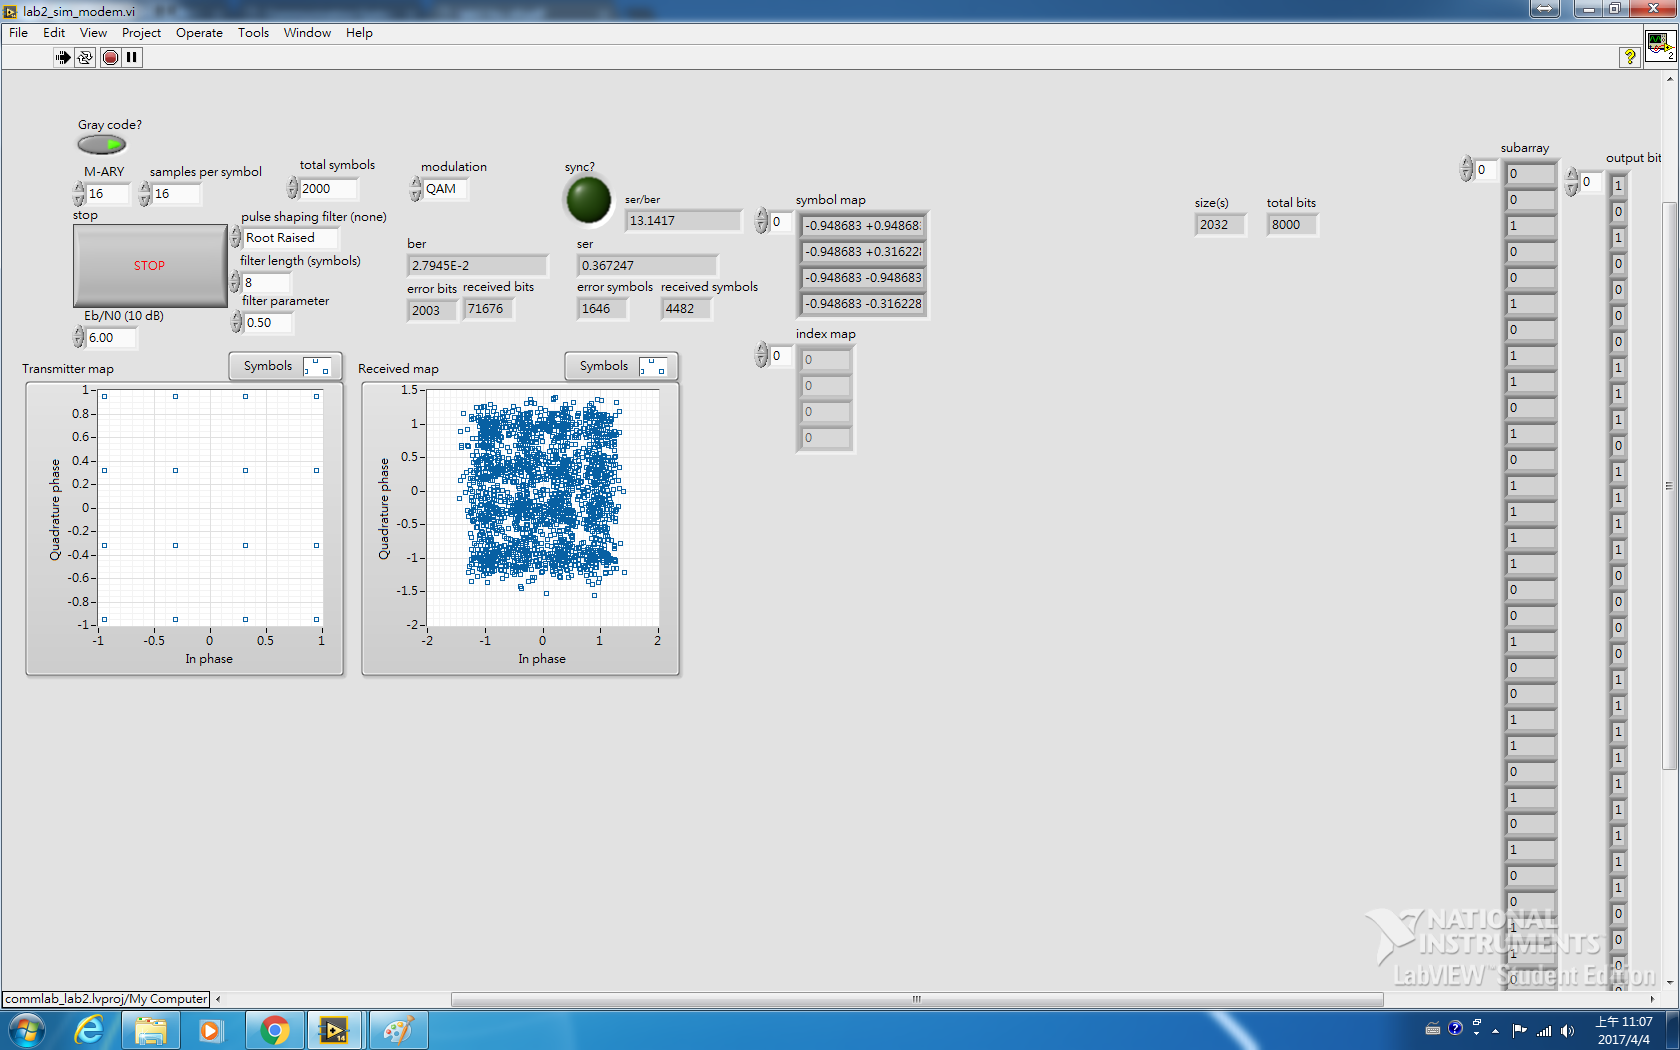 lab2_sim_modem.vi
File Edit View Project Operate Tools Window Help
2
Gray code?
M-ARY
16
samples per symbol
16
total symbols
2000
modulation
QAM
sync?
ser/ber
13.1417
stop
STOP
pulse shaping filter (none)
Root Raised
filter length (symbols)
8
filter parameter
0.50
Eb/N0 (10 dB)
6.00
ber
2.7945E-2
error bits
2003
received bits
71676
ser
0.367247
error symbols
1646
received symbols
4482
symbol map
0
-0.948683 +0.94868
-0.948683 +0.31622
-0.948683 -0.948683
-0.948683 -0.316228
index map
0
0
0
0
0
size(s)
2032
total bits
8000
Transmitter map
Symbols
1
0.8
0.6
0.4
0.2
0
-0.2
-0.4
-0.6
-0.8
-1
Quadrature phase
-1 -0.5 0 0.5 1
In phase
Received map
Symbols
1.5
1
0.5
0
-0.5
-1
-1.5
-2
Quadrature phase
-2 -1 0 1 2
In phase
subarray
0
0
0
1
0
0
1
0
1
1
0
1
0
1
1
1
1
0
0
1
0
0
1
1
0
1
0
1
0
0
1
1
0
output bit
0
1
0
1
0
0
0
0
1
1
1
0
1
1
1
1
0
0
0
0
1
1
1
1
1
1
1
1
1
0
0
0
NATIONAL
INSTRUMENTS
LabVIEW™ Student Edition
commlab_lab2.lvproj/My Computer
14
上午 11:07
2017/4/4